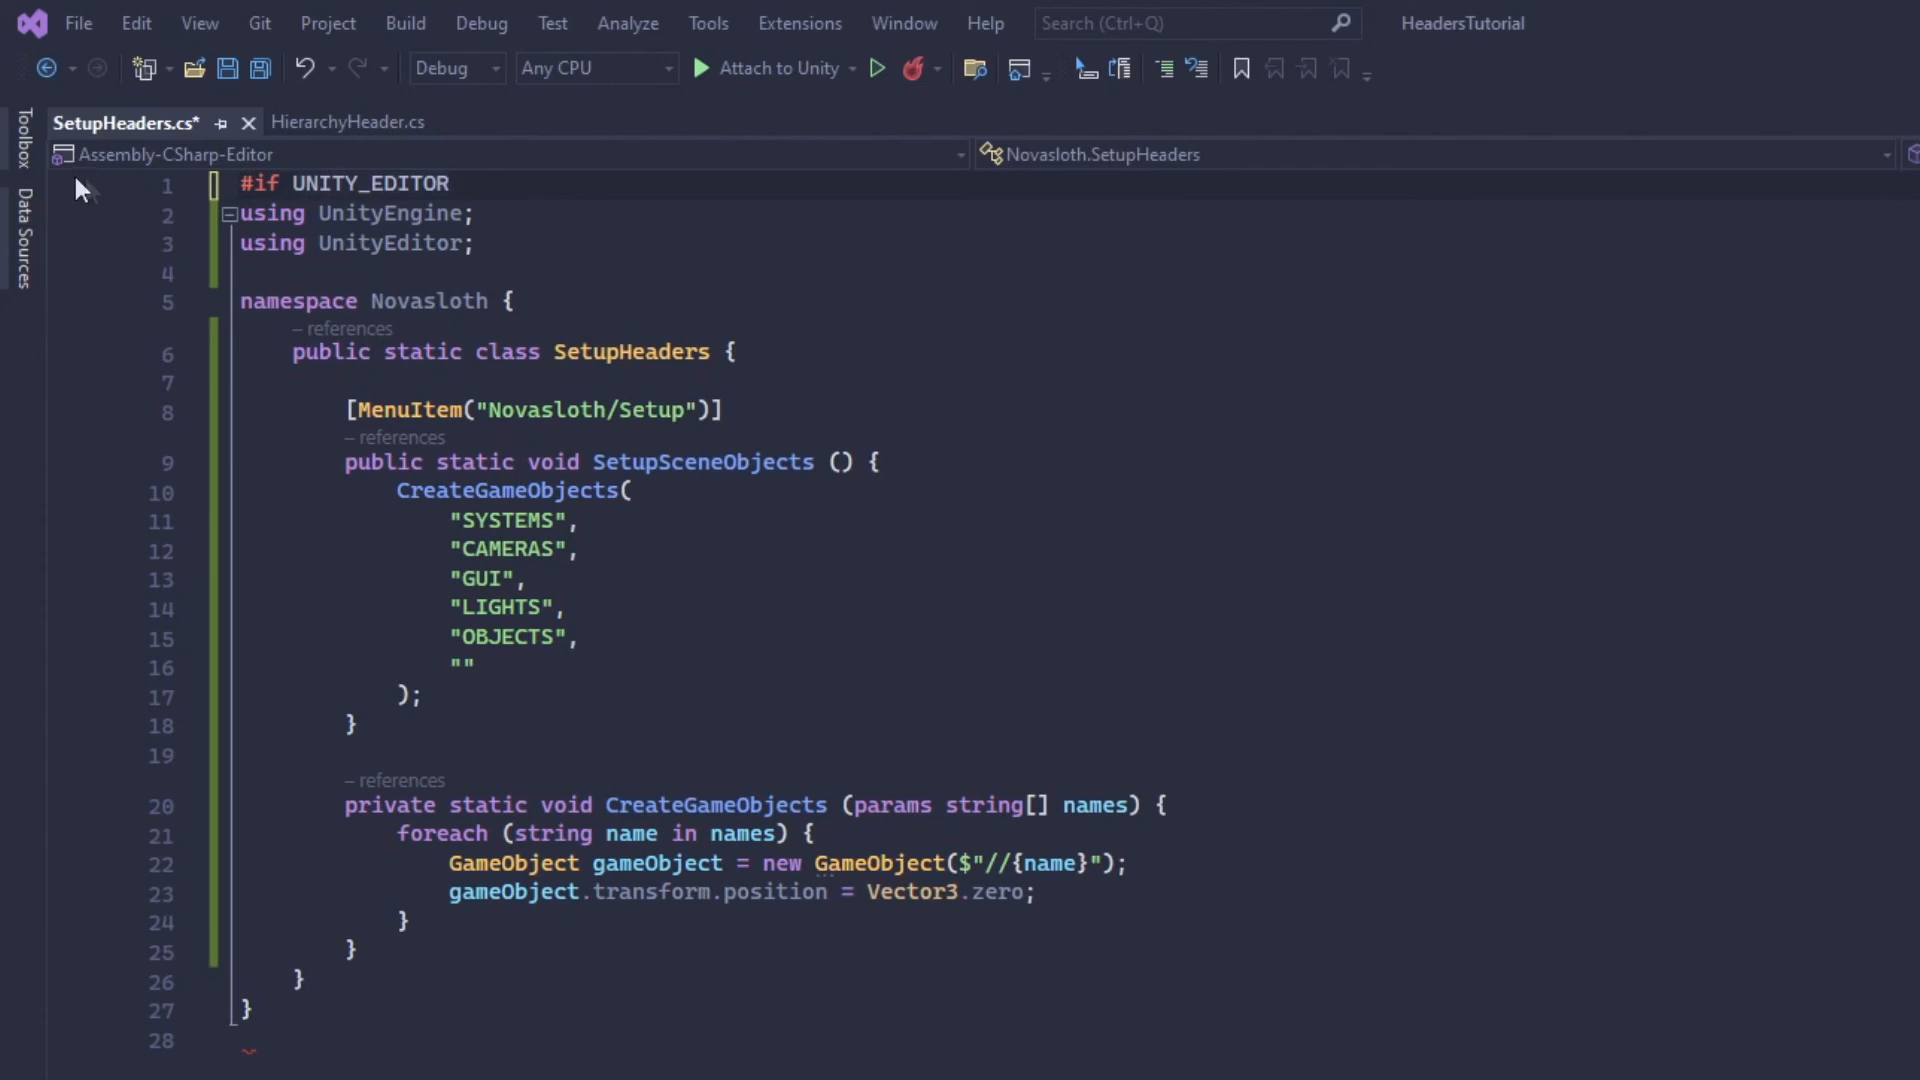 File Edit View Git Project Build Debug Test Analyze Tools Extensions Window Help Search (Ctrl+Q) HeadersTutorial
Debug Any CPU Attach to Unity
Toolbox
Data Sources
SetupHeaders.cs* HierarchyHeader.cs
Assembly-CSharp-Editor Novasloth.SetupHeaders
1 #if UNITY_EDITOR
2 using UnityEngine;
3 using UnityEditor;
4
5 namespace Novasloth {
– references
6 public static class SetupHeaders {
7
8 [MenuItem("Novasloth/Setup")]
– references
9 public static void SetupSceneObjects () {
10 CreateGameObjects(
11 "SYSTEMS",
12 "CAMERAS",
13 "GUI",
14 "LIGHTS",
15 "OBJECTS",
16 ""
17 );
18 }
19
– references
20 private static void CreateGameObjects (params string[] names) {
21 foreach (string name in names) {
22 GameObject gameObject = new GameObject($"//{name}");
23 gameObject.transform.position = Vector3.zero;
24 }
25 }
26 }
27 }
28